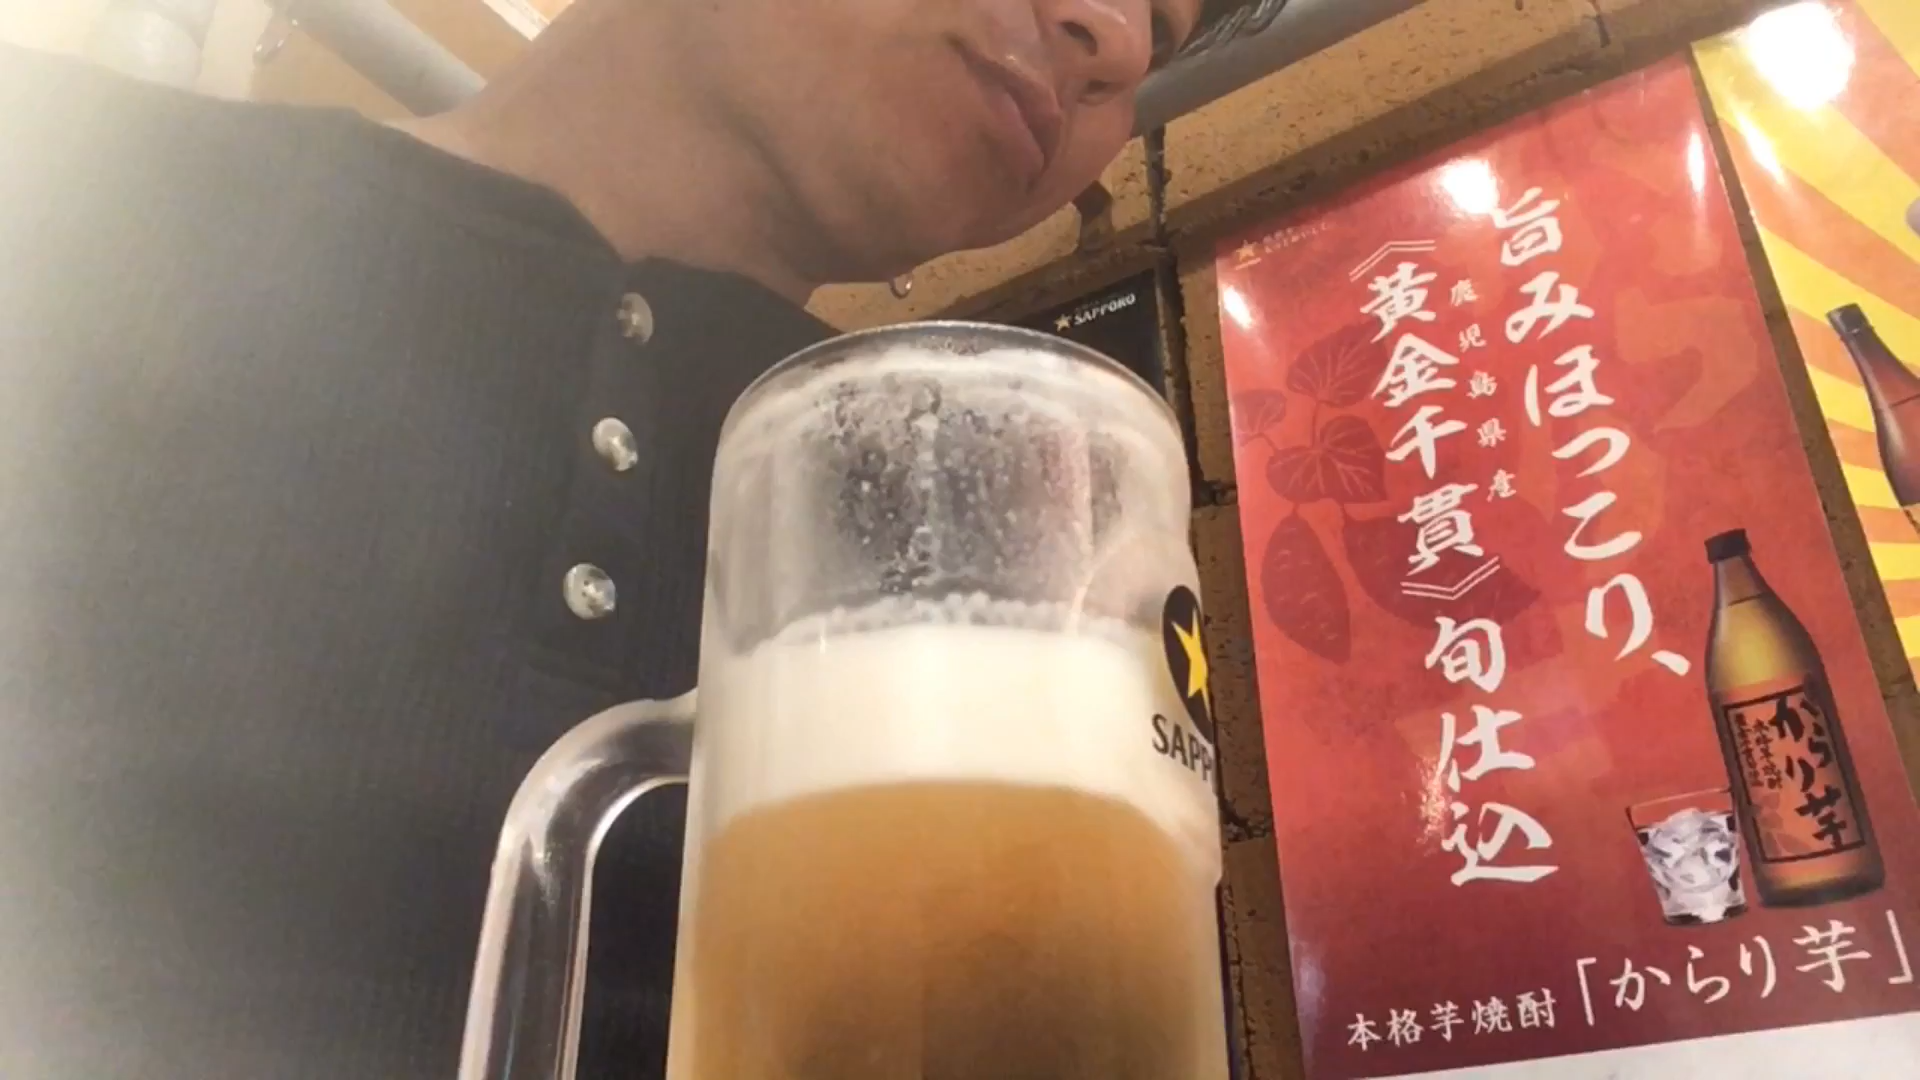 SAPPORO
SAPP
旨みほっこり、
鹿児島県産
《黄金千貫》旬仕込
からり芋
本格芋焼酎「からり芋」